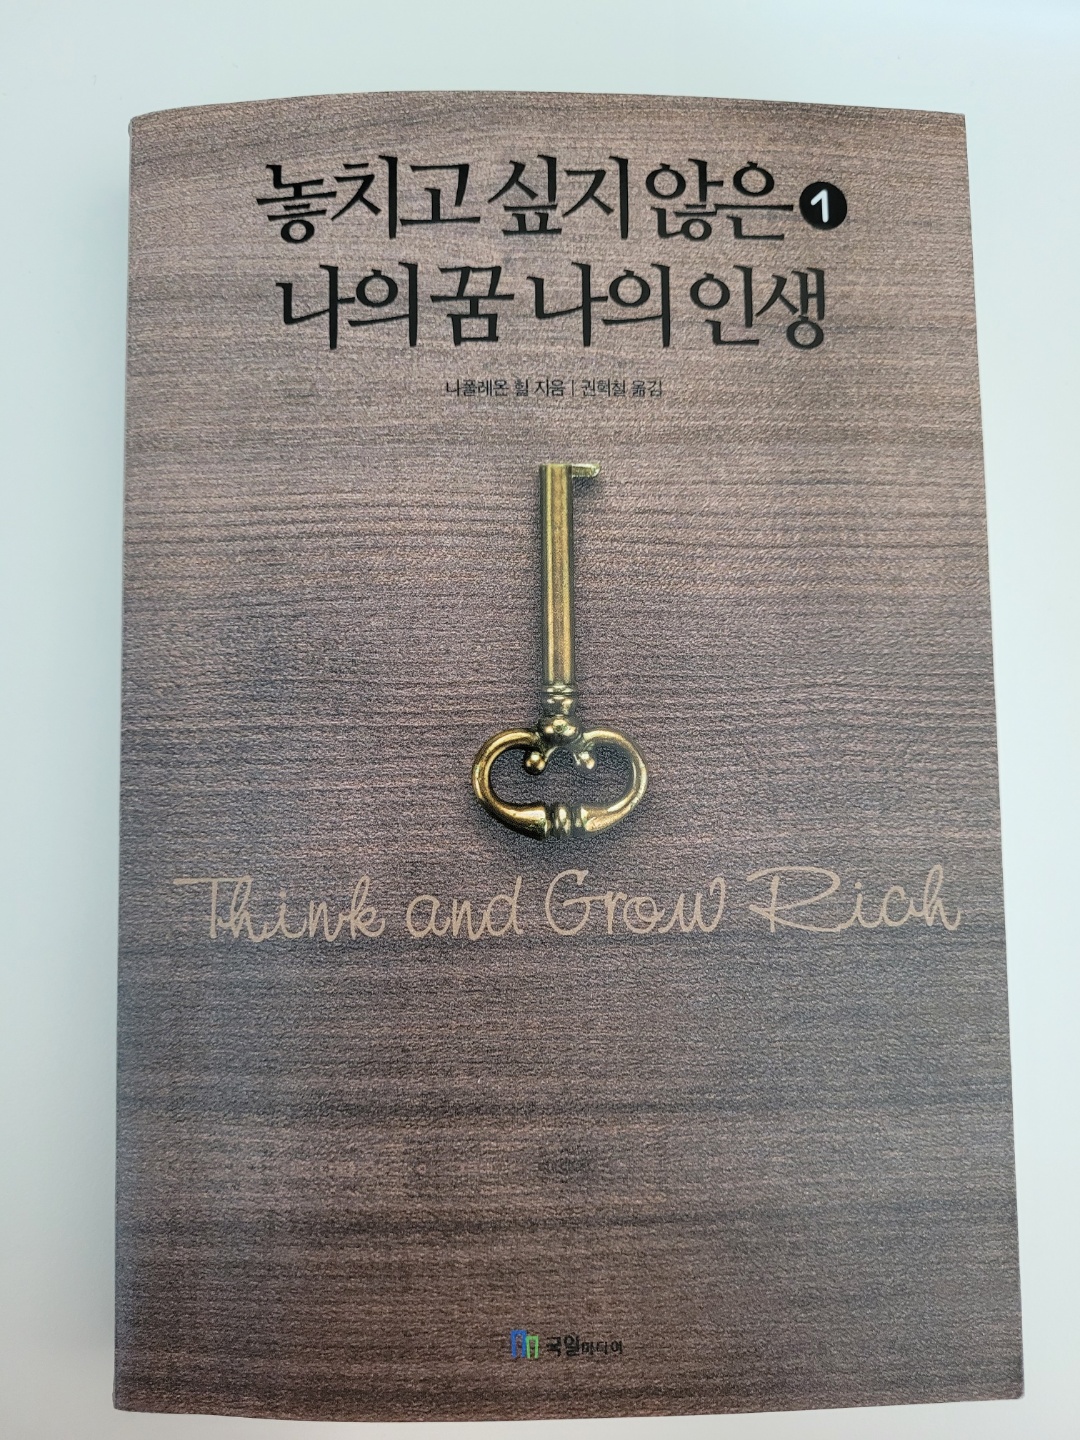 놓치고 싶지 않은 1
나의 꿈 나의 인생
나폴레온 힐 지음 | 권혁철 옮김
Think and Grow Rich
국일미디어